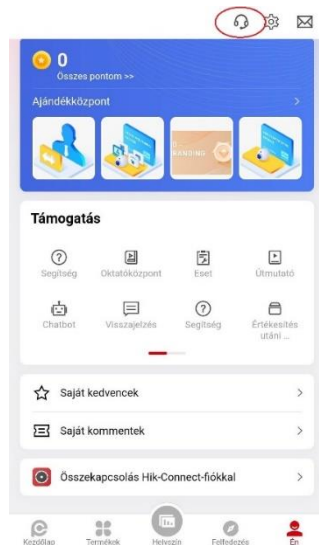 0
Összes pontom >>
Ajándékközpont
BRANDING
Támogatás
Segítség
Oktatóközpont
Eset
Útmutató
Chatbot
Visszajelzés
Segítség
Értékesítés
utáni ...
Saját kedvencek
Saját kommentek
Összekapcsolás Hik-Connect-fiókkal
Kezdőlap
Termékek
Helyszín
Felfedezés
Én